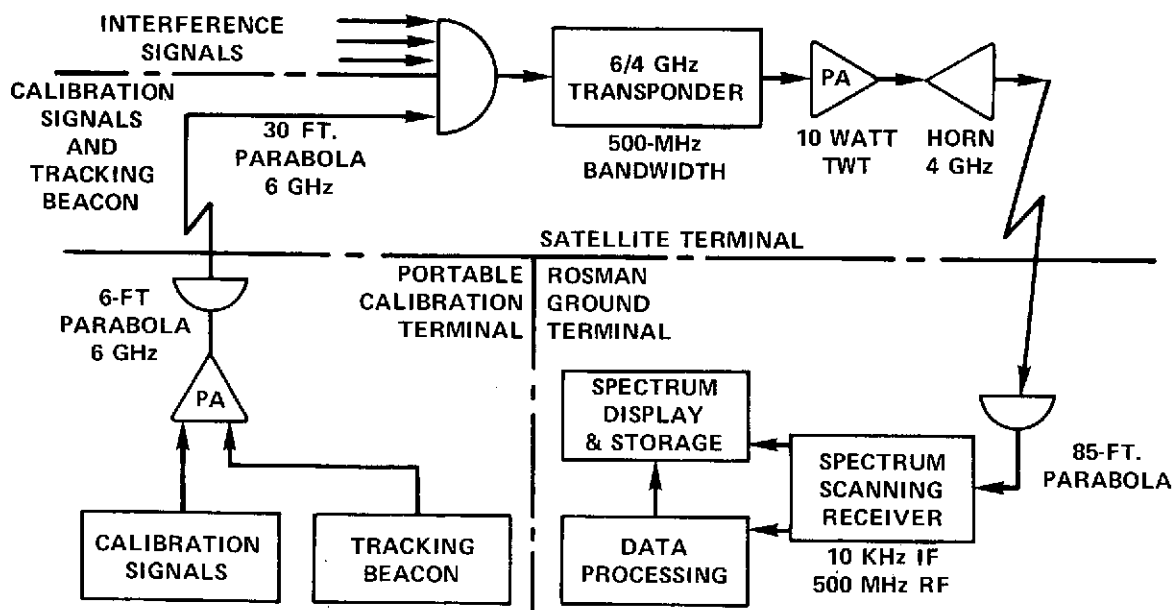 INTERFERENCE
SIGNALS
CALIBRATION
SIGNALS
AND
TRACKING
BEACON
30 FT.
PARABOLA
6 GHz
6/4 GHz
TRANSPONDER
500-MHz
BANDWIDTH
PA
10 WATT
TWT
HORN
4 GHz
SATELLITE TERMINAL
PORTABLE
CALIBRATION
TERMINAL
ROSMAN
GROUND
TERMINAL
6-FT
PARABOLA
6 GHz
PA
CALIBRATION
SIGNALS
TRACKING
BEACON
SPECTRUM
DISPLAY
& STORAGE
DATA
PROCESSING
SPECTRUM
SCANNING
RECEIVER
10 KHz IF
500 MHz RF
85-FT.
PARABOLA